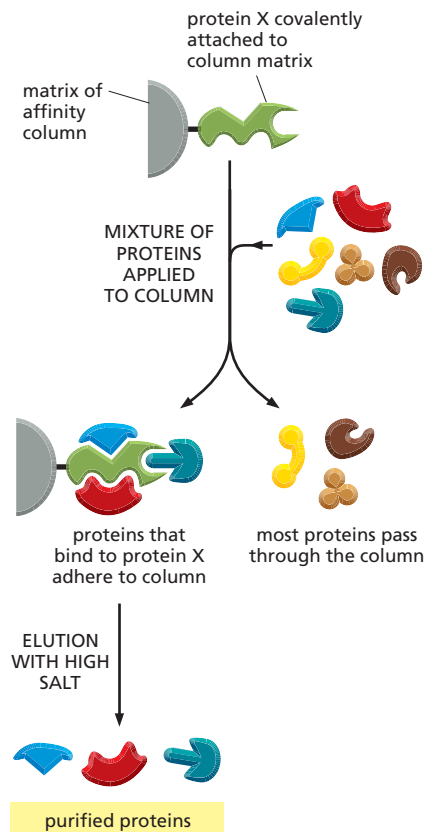 protein X covalently
attached to
column matrix
matrix of
affinity
column
MIXTURE OF
PROTEINS
APPLIED
TO COLUMN
proteins that
bind to protein X
adhere to column
most proteins pass
through the column
ELUTION
WITH HIGH
SALT
purified proteins